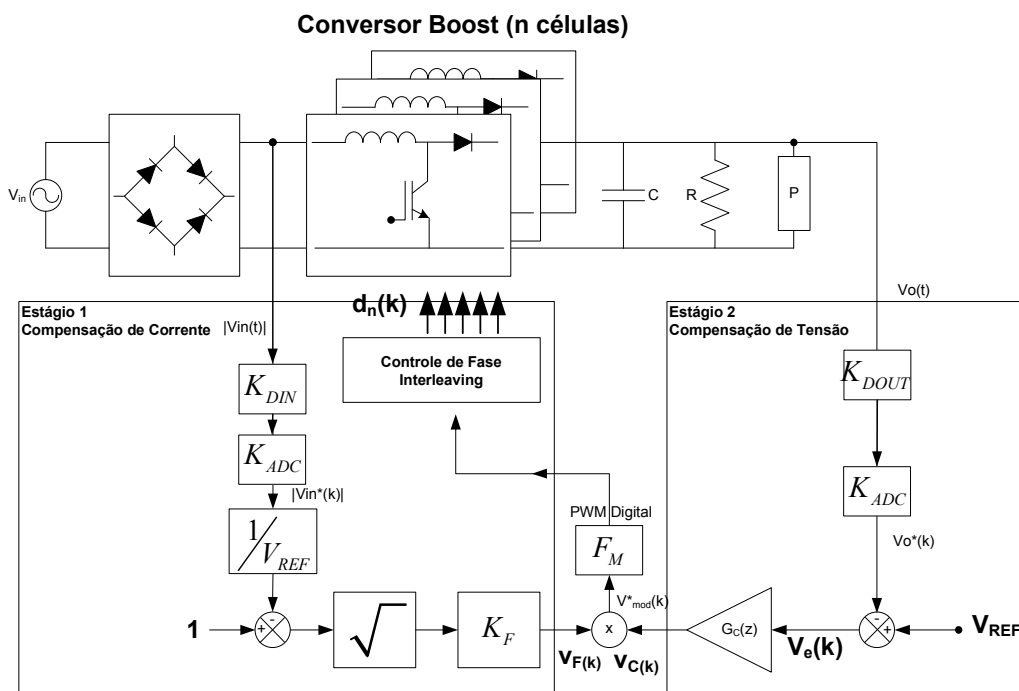 Conversor Boost (n células)
V_in
C
R
P
d_n(k)
Estágio 1
Compensação de Corrente
|Vin(t)|
Controle de Fase
Interleaving
Vo(t)
Estágio 2
Compensação de Tensão
K_DIN
K_DOUT
K_ADC
|Vin*(k)|
K_ADC
1/V_REF
PWM Digital
F_M
Vo*(k)
V*_mod(k)
1
+
-
√
K_F
x
G_C(z)
-
+
V_REF
V_F(k)
V_C(k)
V_e(k)